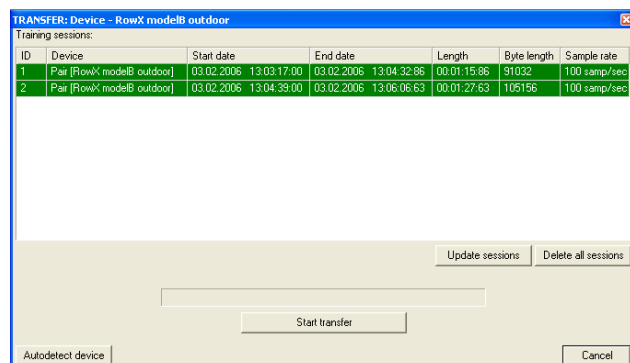 TRANSFER: Device - RowX modelB outdoor
Training sessions:
ID Device Start date End date Length Byte length Sample rate
1 Pair [RowX modelB outdoor] 03.02.2006 13:03:17:00 03.02.2006 13:04:32:86 00:01:15:86 91032 100 samp/sec
2 Pair [RowX modelB outdoor] 03.02.2006 13:04:39:00 03.02.2006 13:06:06:63 00:01:27:63 105156 100 samp/sec
Update sessions Delete all sessions
Start transfer
Autodetect device Cancel